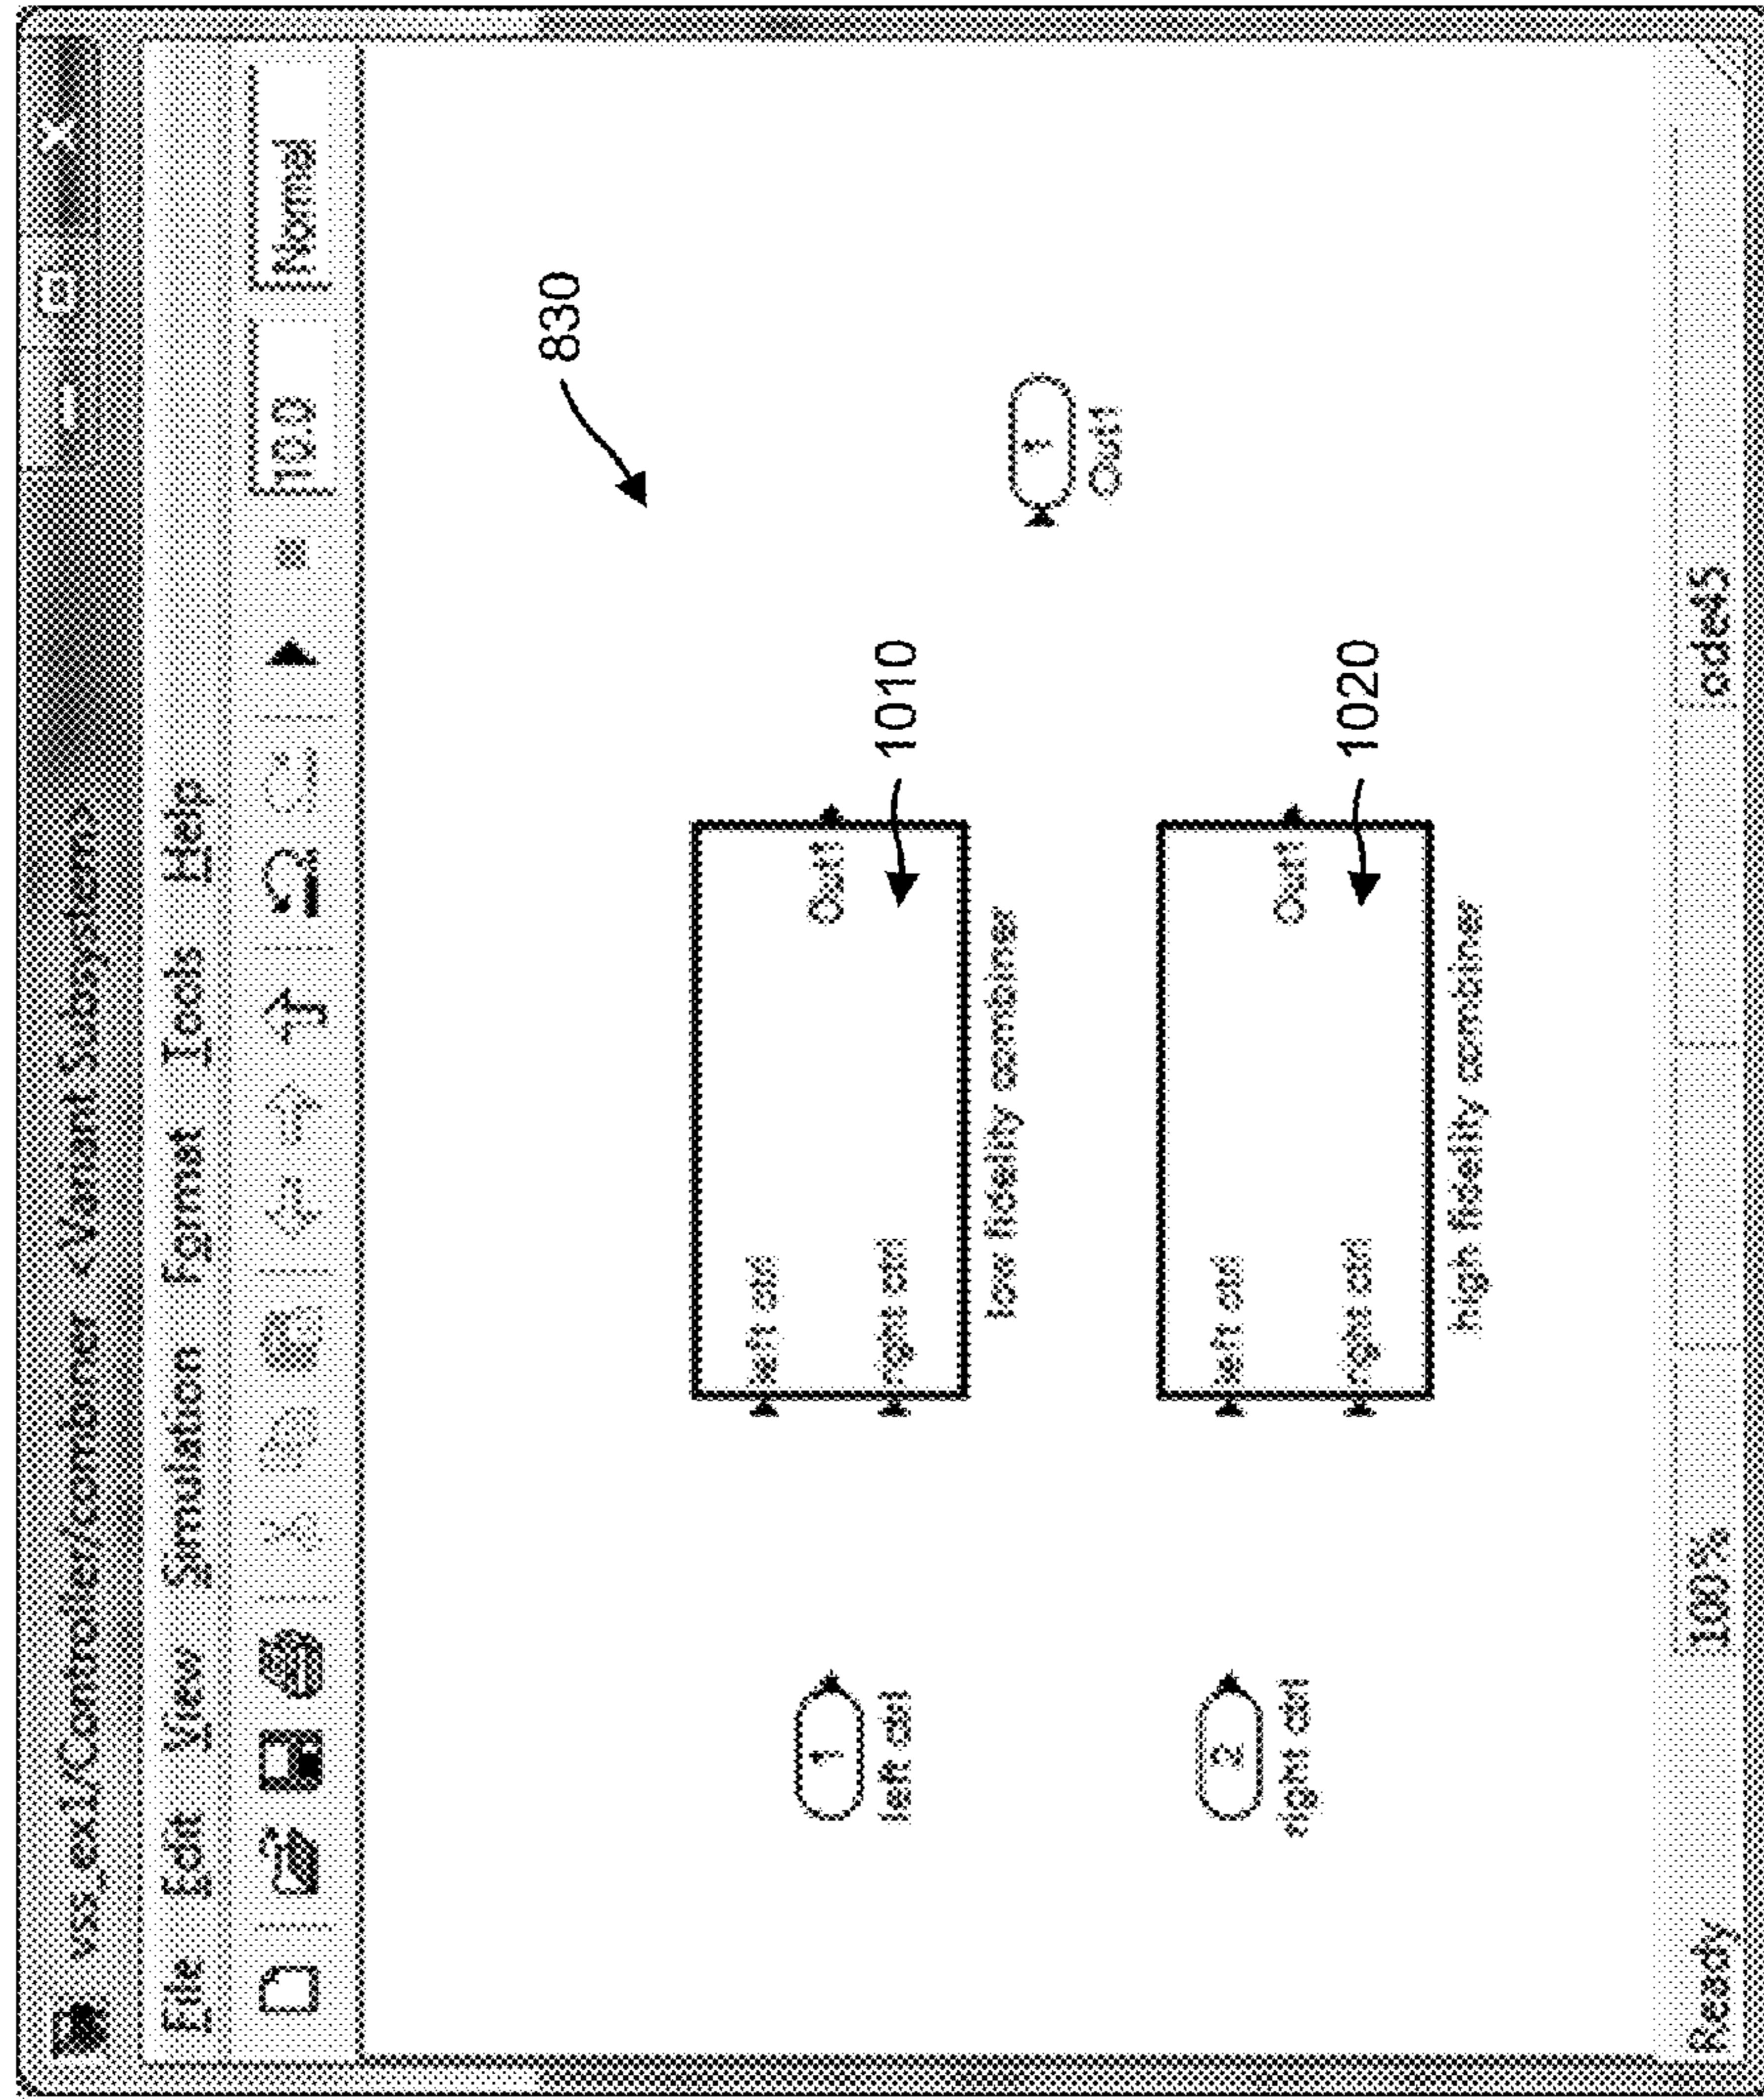 vss_ex1/Controller/combiner <Variant Subsystem>
File Edit View Simulation Format Tools Help
10.0 Normal
830
left ctrl
right ctrl
Out1
1010
low fidelity combiner
1
left ctrl
1
Out1
left ctrl
right ctrl
Out1
1020
high fidelity combiner
2
right ctrl
Ready 100% ode45